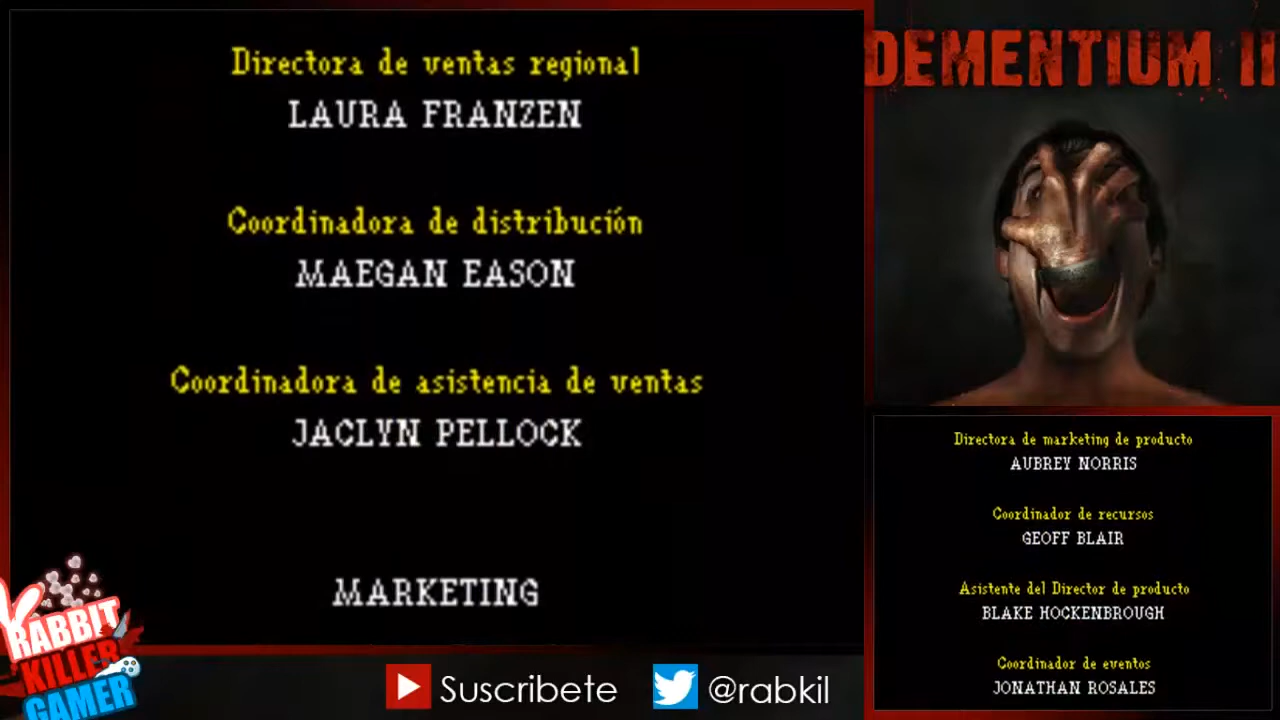 Directora de ventas regional
LAURA FRANZEN
Coordinadora de distribución
MAEGAN EASON
Coordinadora de asistencia de ventas
JACLYN PELLOCK
MARKETING
DEMENTIUM II
Directora de marketing de producto
AUBREY NORRIS
Coordinador de recursos
GEOFF BLAIR
Asistente del Director de producto
BLAKE HOCKENBROUGH
Coordinador de eventos
JONATHAN ROSALES
RABBIT
KILLER
GAMER
Suscribete
@rabkil